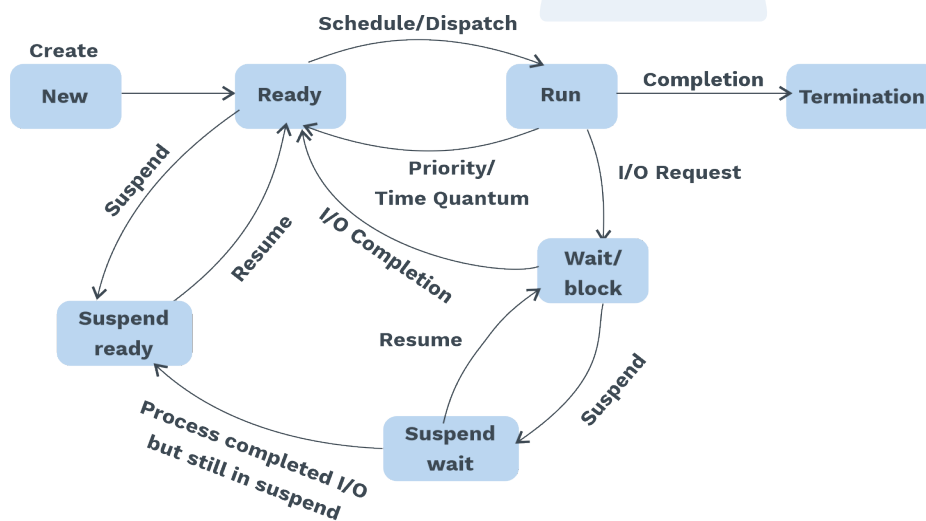 Schedule/Dispatch
Create
New
Ready
Run
Completion
Termination
Suspend
Priority/
Time Quantum
I/O Request
Resume
I/O Completion
Wait/
block
Suspend
ready
Resume
Suspend
Process completed I/O
but still in suspend
Suspend
wait